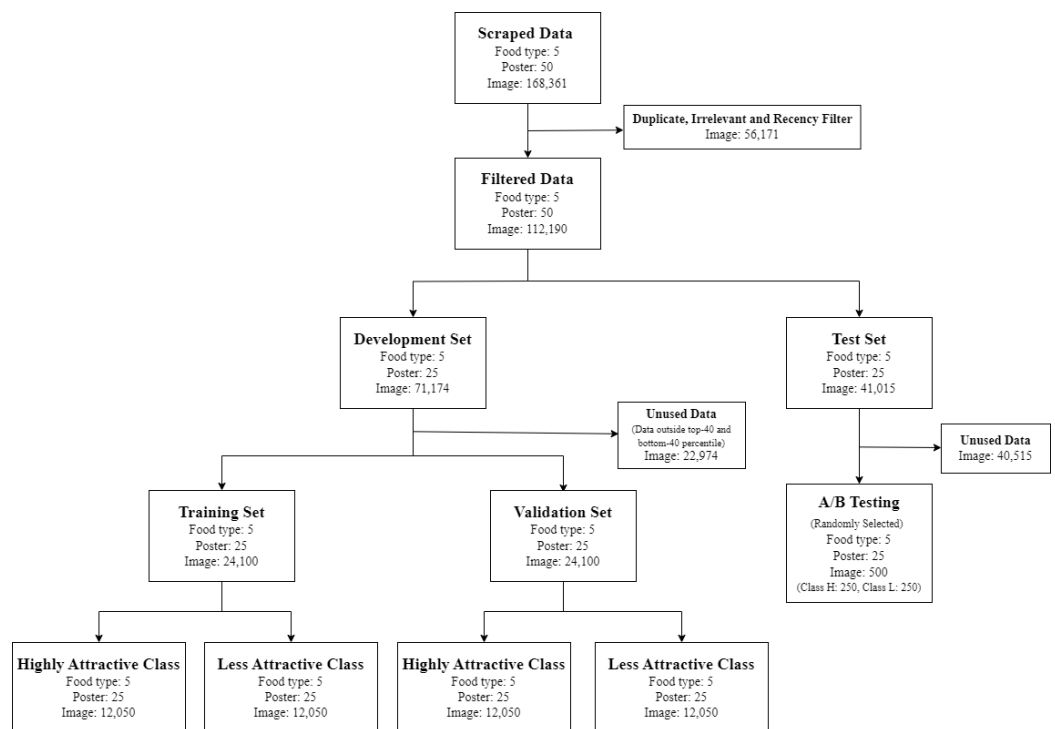 Scraped Data
Food type: 5
Poster: 50
Image: 168,361
Duplicate, Irrelevant and Recency Filter
Image: 56,171
Filtered Data
Food type: 5
Poster: 50
Image: 112,190
Development Set
Food type: 5
Poster: 25
Image: 71,174
Test Set
Food type: 5
Poster: 25
Image: 41,015
Unused Data
(Data outside top-40 and
bottom-40 percentile)
Image: 22,974
Unused Data
Image: 40,515
Training Set
Food type: 5
Poster: 25
Image: 24,100
Validation Set
Food type: 5
Poster: 25
Image: 24,100
A/B Testing
(Randomly Selected)
Food type: 5
Poster: 25
Image: 500
(Class H: 250, Class L: 250)
Highly Attractive Class
Food type: 5
Poster: 25
Image: 12,050
Less Attractive Class
Food type: 5
Poster: 25
Image: 12,050
Highly Attractive Class
Food type: 5
Poster: 25
Image: 12,050
Less Attractive Class
Food type: 5
Poster: 25
Image: 12,050